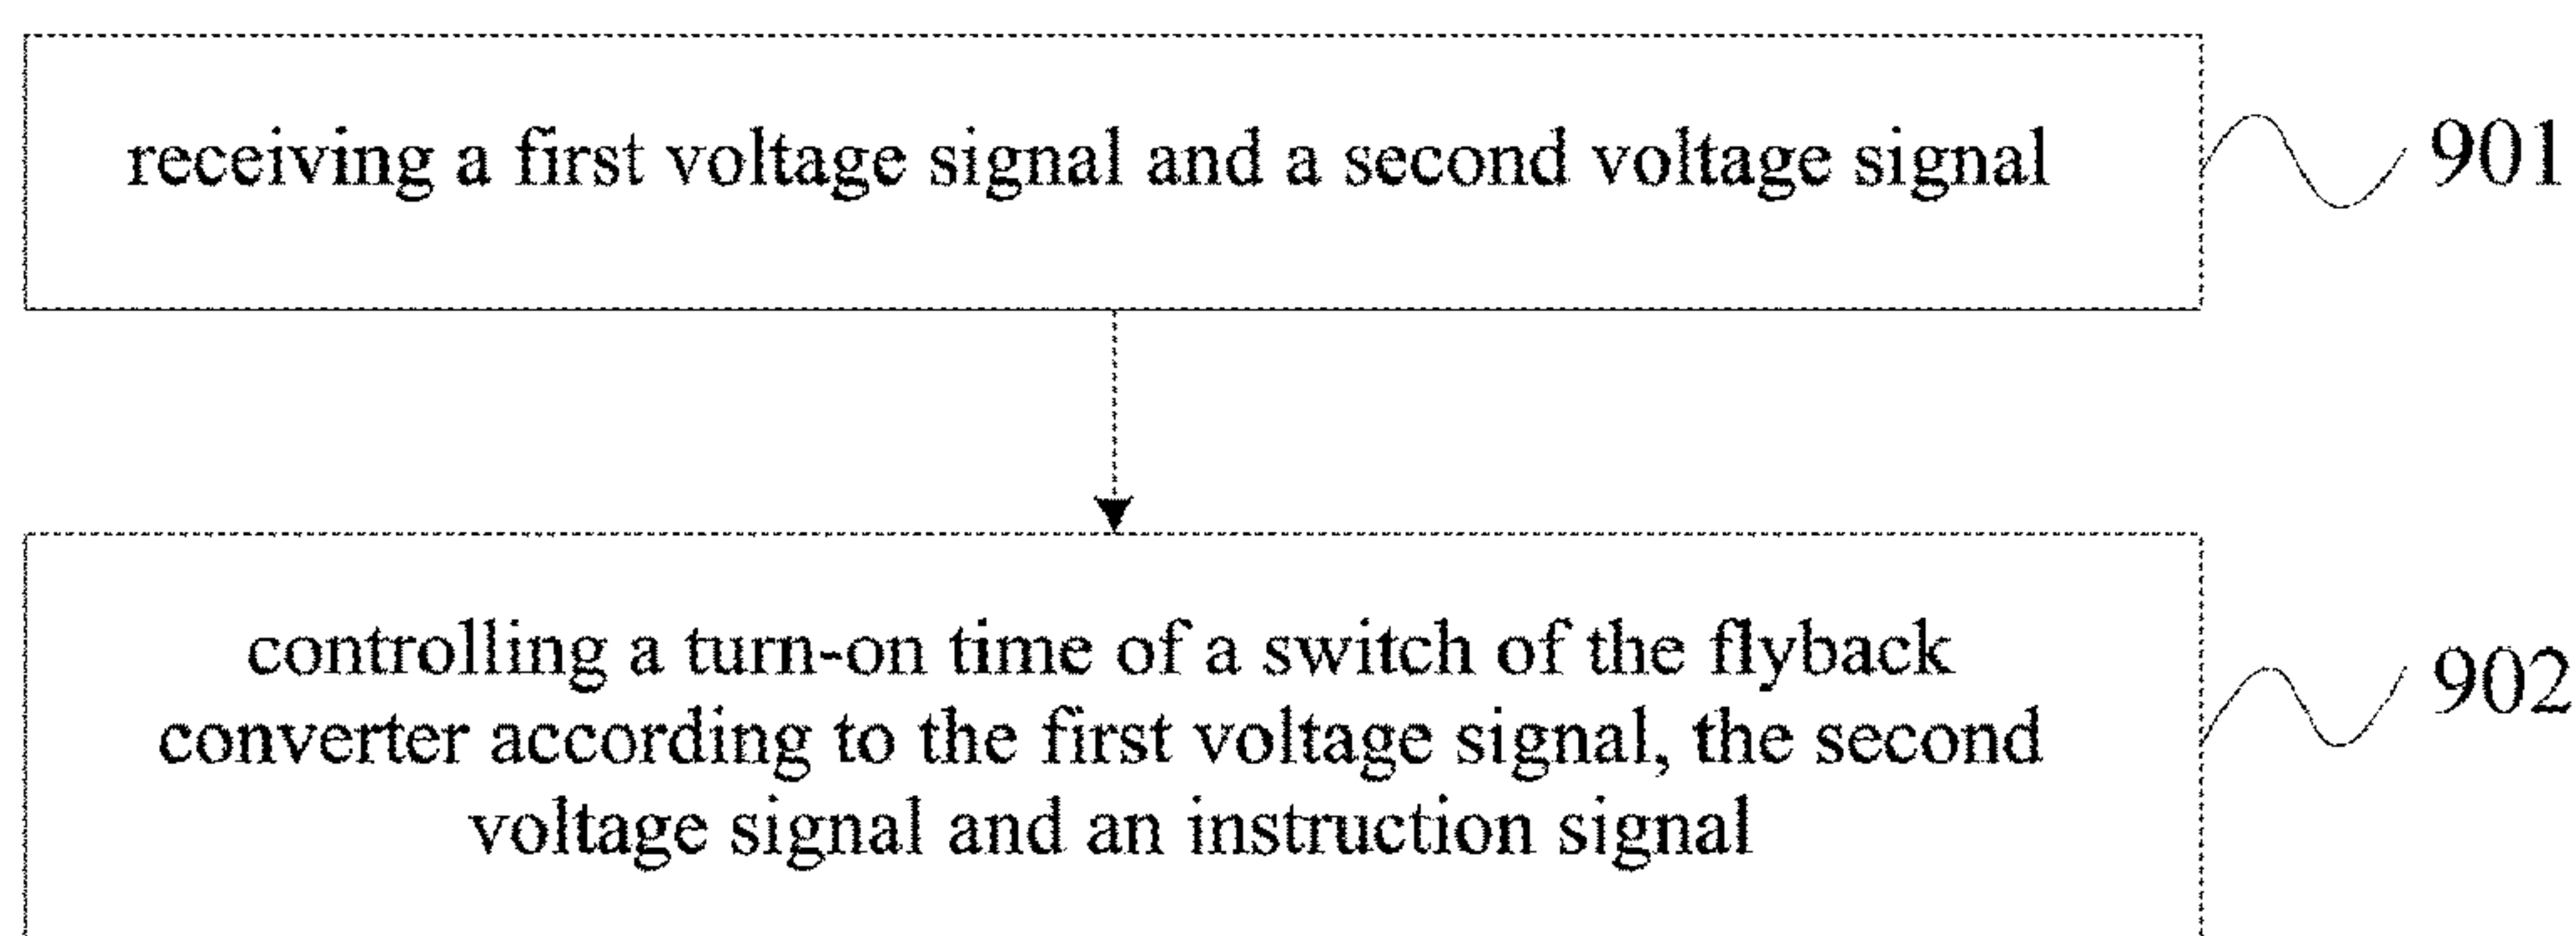 receiving a first voltage signal and a second voltage signal
901
controlling a turn-on time of a switch of the flyback
converter according to the first voltage signal, the second
voltage signal and an instruction signal
902